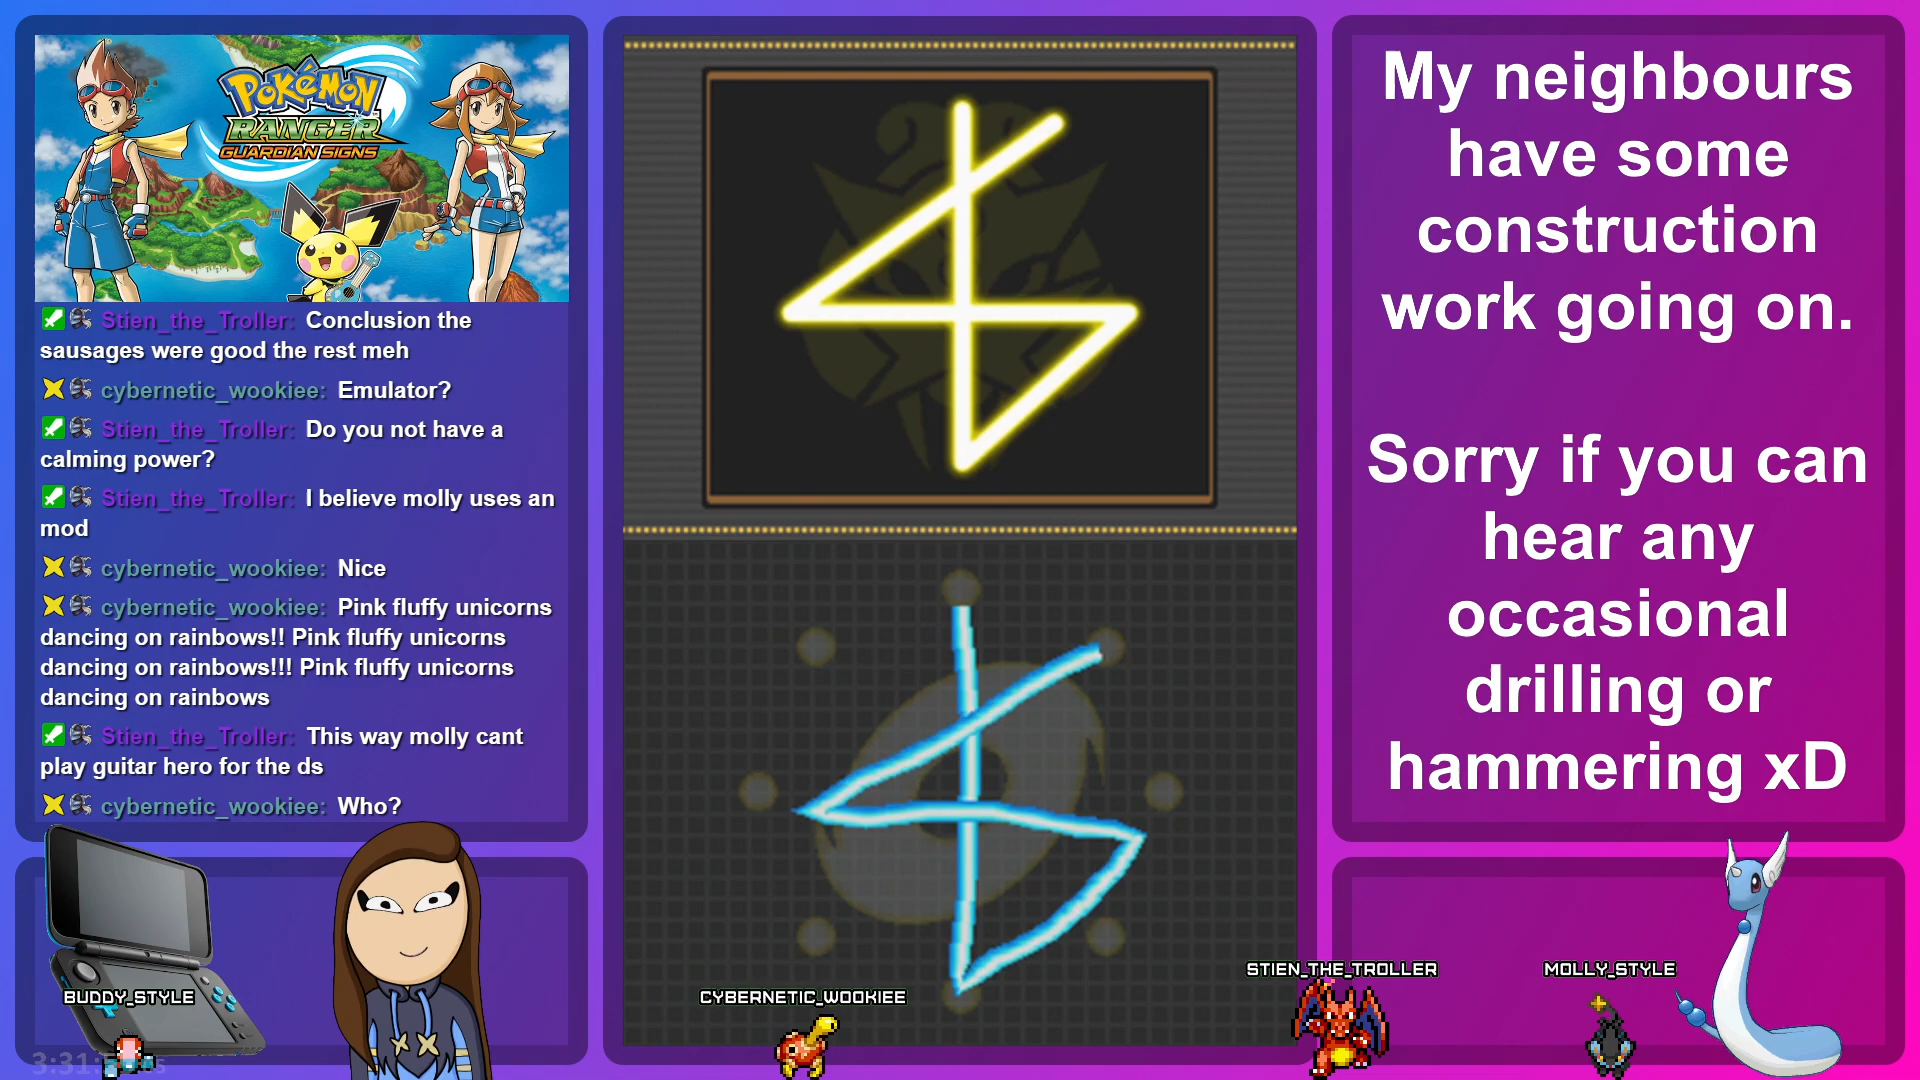 POKéMON
RANGER
GUARDIAN SIGNS
Stien_the_Troller: Conclusion the
sausages were good the rest meh
cybernetic_wookiee: Emulator?
Stien_the_Troller: Do you not have a
calming power?
Stien_the_Troller: I believe molly uses an
mod
cybernetic_wookiee: Nice
cybernetic_wookiee: Pink fluffy unicorns
dancing on rainbows!! Pink fluffy unicorns
dancing on rainbows!!! Pink fluffy unicorns
dancing on rainbows
Stien_the_Troller: This way molly cant
play guitar hero for the ds
cybernetic_wookiee: Who?
My neighbours
have some
construction
work going on.
Sorry if you can
hear any
occasional
drilling or
hammering xD
BUDDY_STYLE
CYBERNETIC_WOOKIEE
STIEN_THE_TROLLER
MOLLY_STYLE